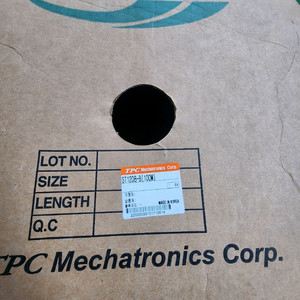 LOT NO.
SIZE
LENGTH
Q.C
TPC Mechatronics Corp.
MADE IN KOREA
TPC Mechatronics Corp.